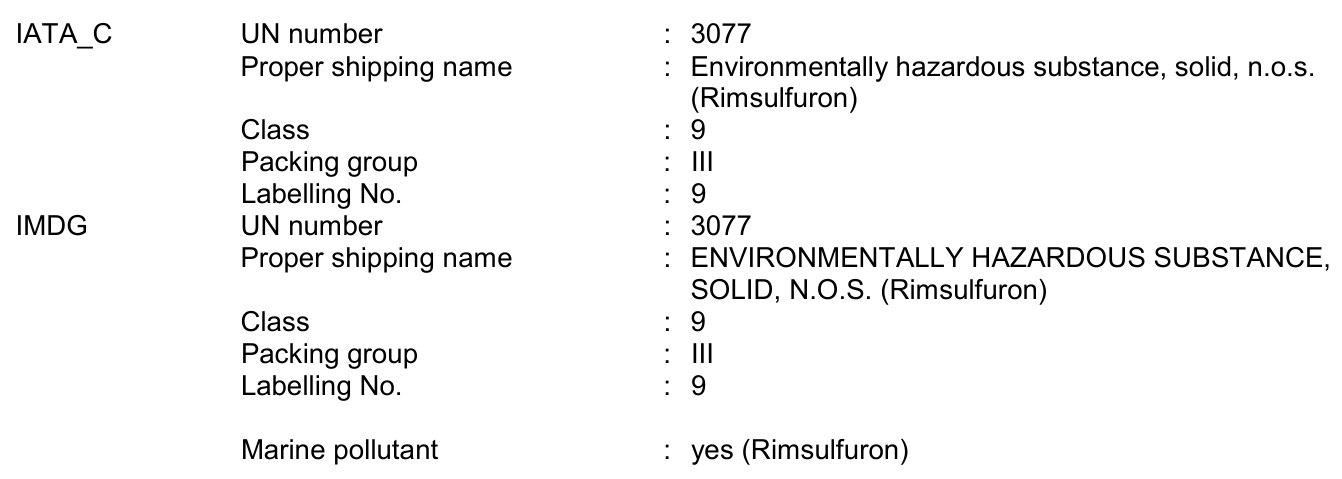 IATA_C UN number : 3077
Proper shipping name : Environmentally hazardous substance, solid, n.o.s.
(Rimsulfuron)
Class : 9
Packing group : III
Labelling No. : 9
IMDG UN number : 3077
Proper shipping name : ENVIRONMENTALLY HAZARDOUS SUBSTANCE,
SOLID, N.O.S. (Rimsulfuron)
Class : 9
Packing group : III
Labelling No. : 9
Marine pollutant : yes (Rimsulfuron)